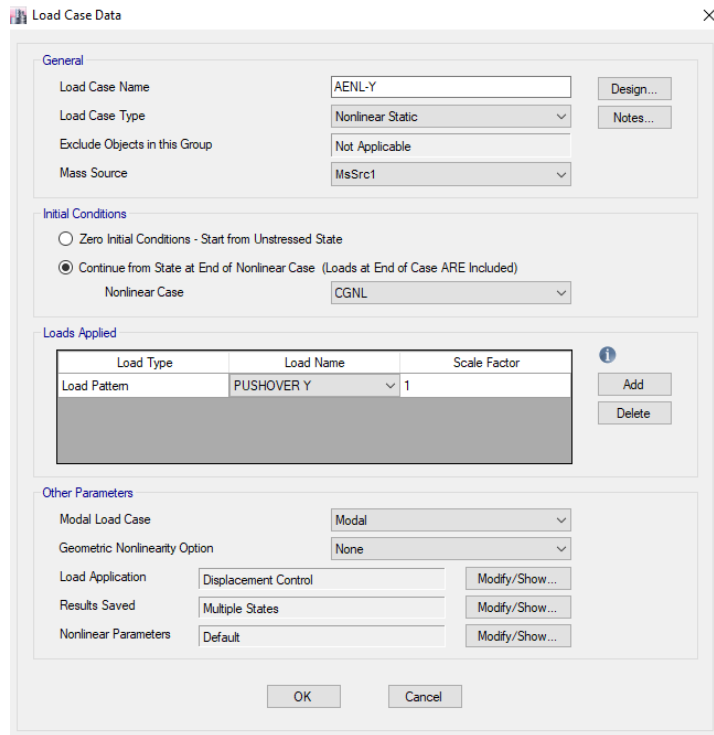 Load Case Data
General
Load Case Name AENL-Y Design...
Load Case Type Nonlinear Static Notes...
Exclude Objects in this Group Not Applicable
Mass Source MsSrc1
Initial Conditions
Zero Initial Conditions - Start from Unstressed State
Continue from State at End of Nonlinear Case (Loads at End of Case ARE Included)
Nonlinear Case CGNL
Loads Applied
Load Type Load Name Scale Factor
Load Pattern PUSHOVER Y 1
Add
Delete
Other Parameters
Modal Load Case Modal
Geometric Nonlinearity Option None
Load Application Displacement Control Modify/Show...
Results Saved Multiple States Modify/Show...
Nonlinear Parameters Default Modify/Show...
OK Cancel